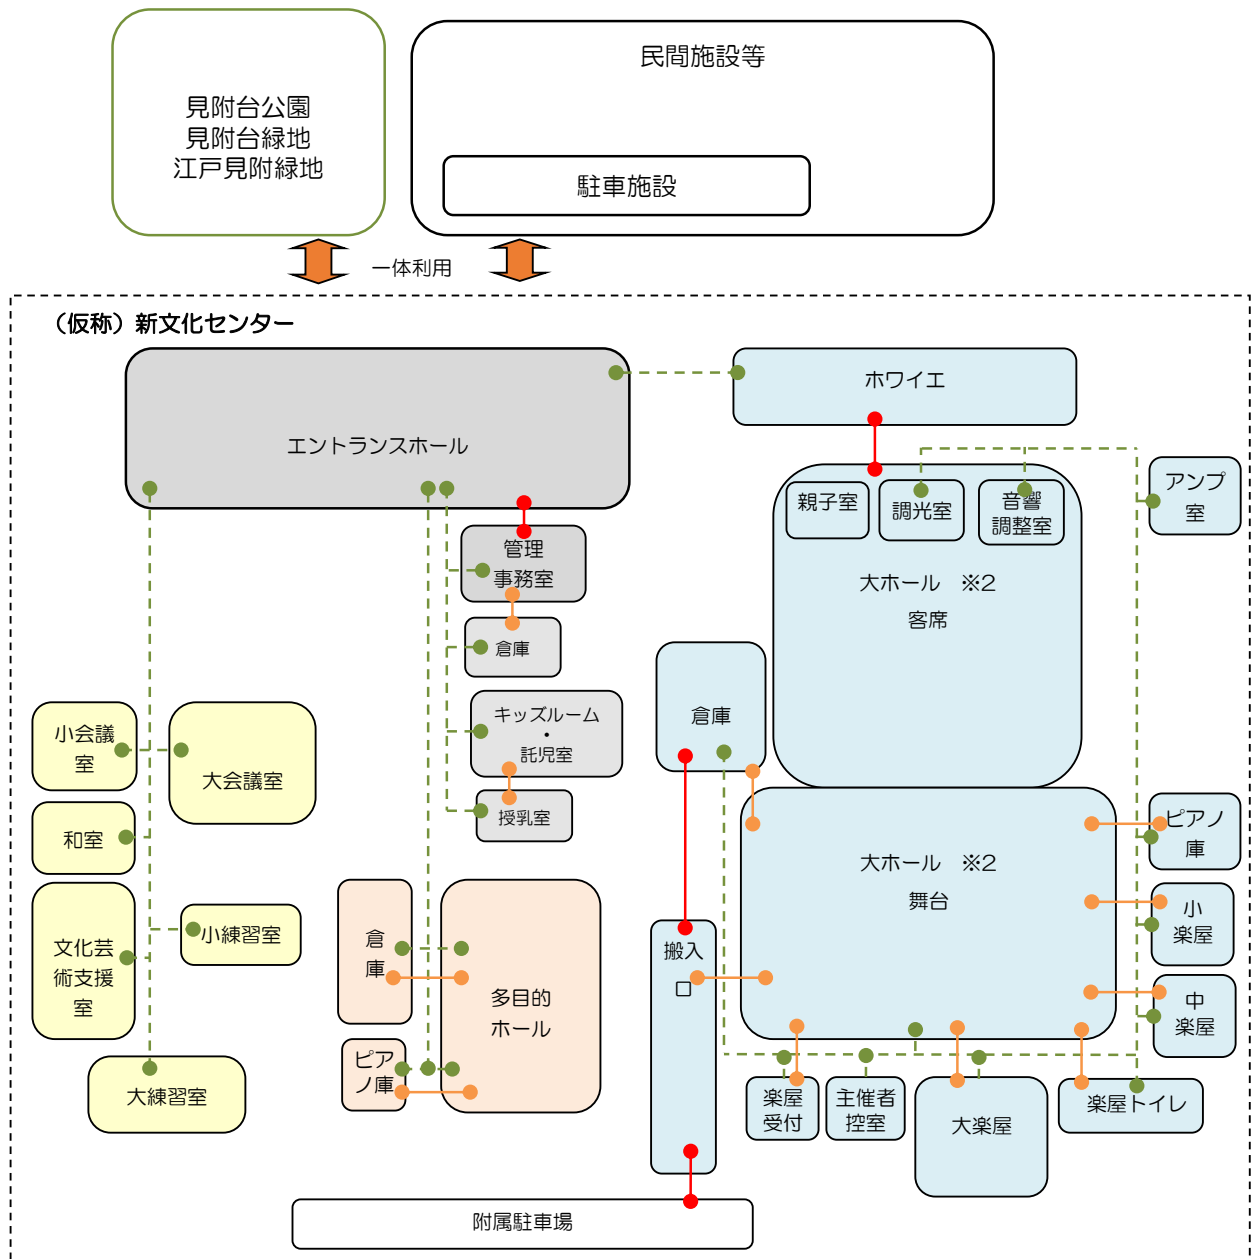 見附台公園
見附台緑地
江戸見附緑地
民間施設等
駐車施設
一体利用
（仮称）新文化センター
エントランスホール
ホワイエ
管理
事務室
倉庫
キッズルーム
・
託児室
授乳室
親子室
調光室
音響
調整室
アンプ
室
大ホール　※2
客席
倉庫
小会議
室
大会議室
和室
文化芸
術支援
室
小練習室
大練習室
倉
庫
多目的
ホール
ピア
ノ庫
大ホール　※2
舞台
搬入
口
ピアノ
庫
小
楽屋
中
楽屋
楽屋
受付
主催者
控室
大楽屋
楽屋トイレ
附属駐車場